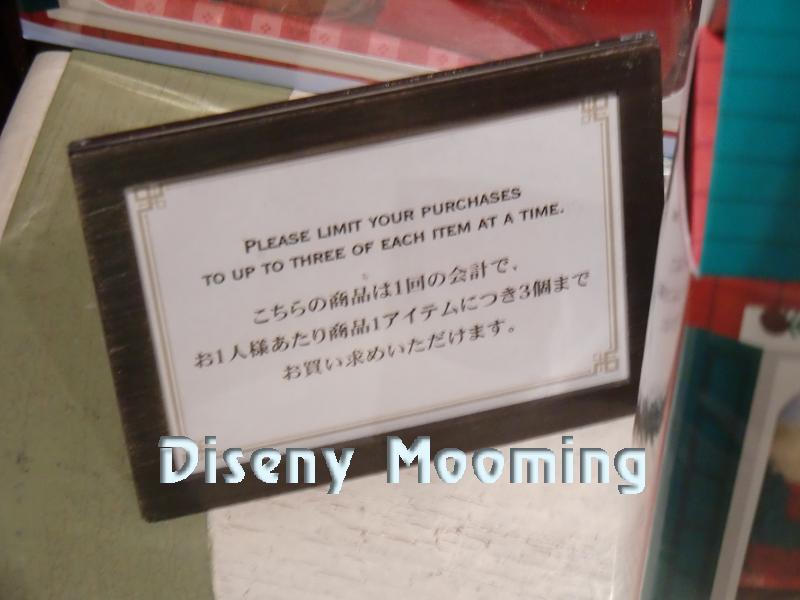 PLEASE LIMIT YOUR PURCHASES
TO UP TO THREE OF EACH ITEM AT A TIME.
こちらの商品は1回の会計で、
お1人様あたり商品1アイテムにつき3個まで
お買い求めいただけます。
Diseny Mooming